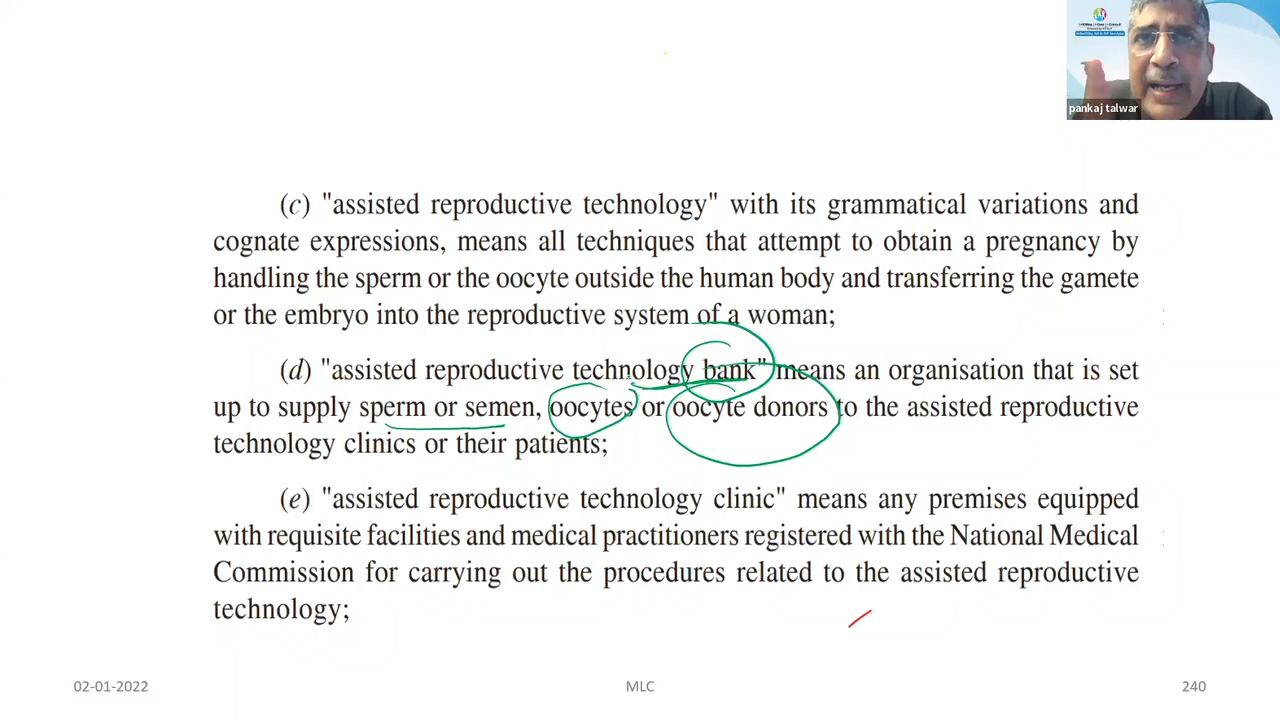 pankaj talwar
(c) "assisted reproductive technology" with its grammatical variations and
cognate expressions, means all techniques that attempt to obtain a pregnancy by
handling the sperm or the oocyte outside the human body and transferring the gamete
or the embryo into the reproductive system of a woman;
(d) "assisted reproductive technology bank" means an organisation that is set
up to supply sperm or semen, oocytes or oocyte donors to the assisted reproductive
technology clinics or their patients;
(e) "assisted reproductive technology clinic" means any premises equipped
with requisite facilities and medical practitioners registered with the National Medical
Commission for carrying out the procedures related to the assisted reproductive
technology;
02-01-2022 MLC 240